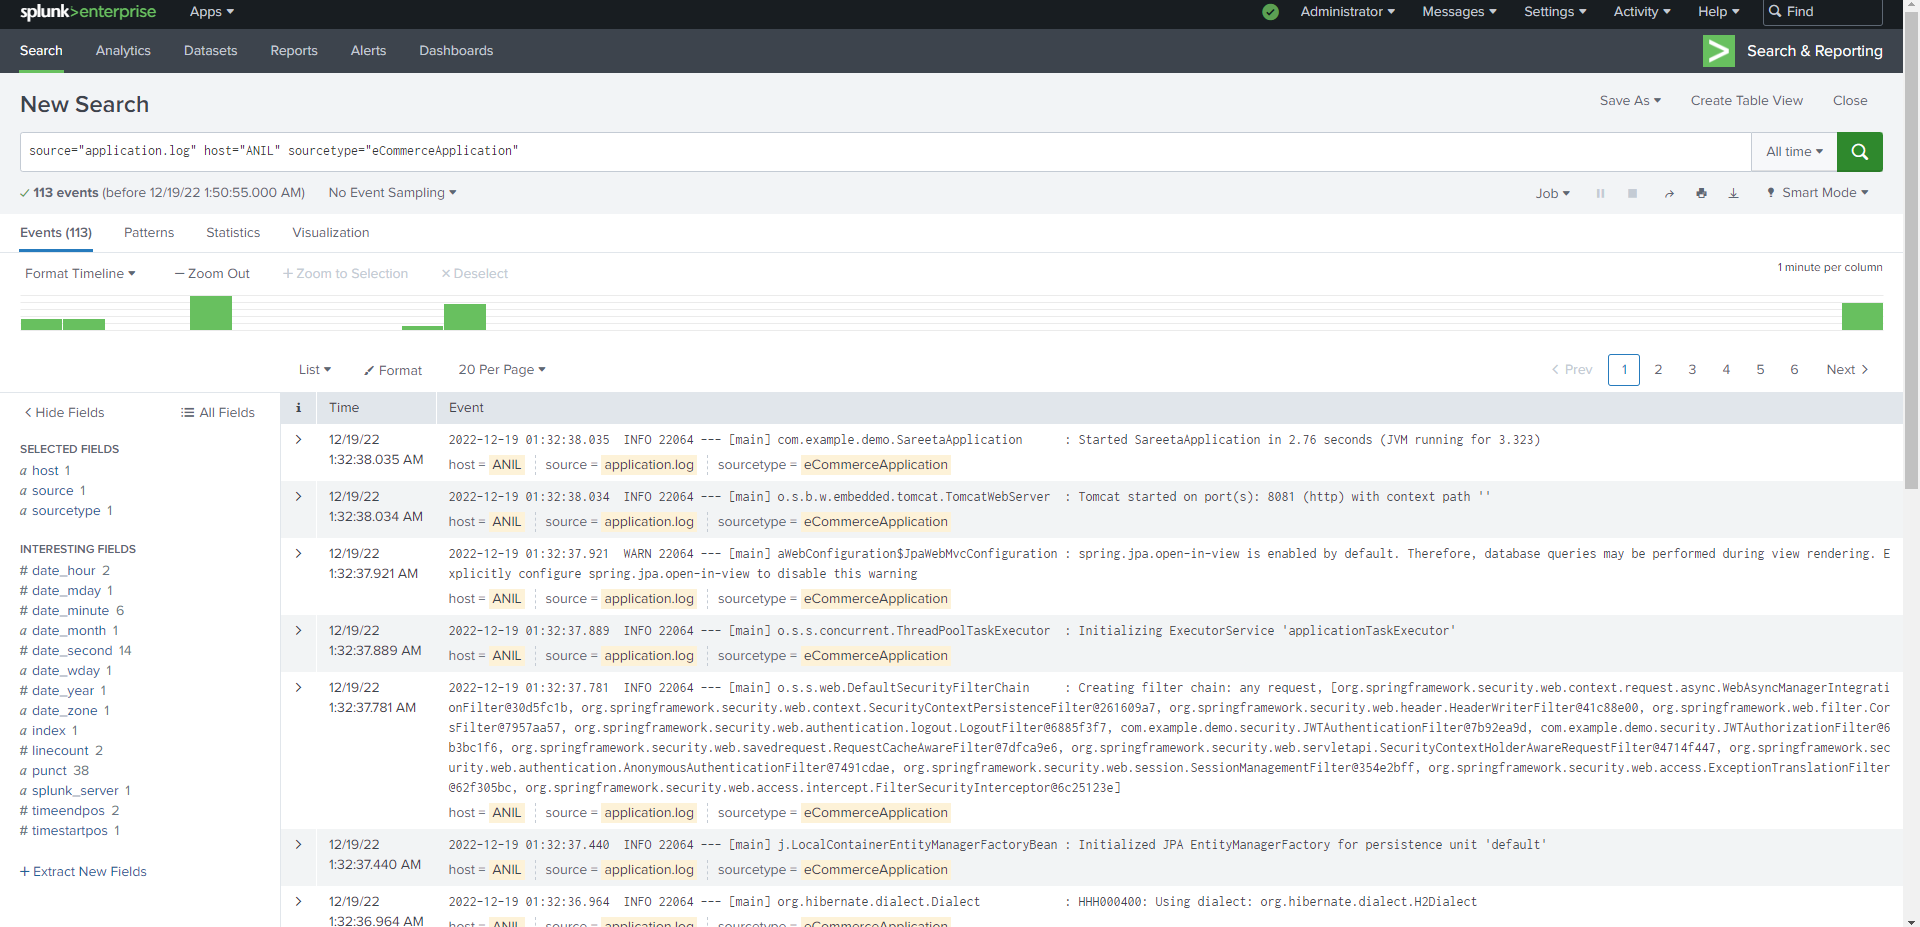 splunk>enterprise Apps Administrator Messages Settings Activity Help Find
Search Analytics Datasets Reports Alerts Dashboards Search & Reporting
New Search Save As Create Table View Close
source="application.log" host="ANIL" sourcetype="eCommerceApplication" All time
113 events (before 12/19/22 1:50:55.000 AM) No Event Sampling Job Smart Mode
Events (113) Patterns Statistics Visualization
Format Timeline — Zoom Out + Zoom to Selection × Deselect 1 minute per column
List Format 20 Per Page < Prev 1 2 3 4 5 6 Next >
< Hide Fields All Fields
SELECTED FIELDS
a host 1
a source 1
a sourcetype 1
INTERESTING FIELDS
# date_hour 2
# date_mday 1
# date_minute 6
a date_month 1
# date_second 14
a date_wday 1
# date_year 1
a date_zone 1
a index 1
# linecount 2
a punct 38
a splunk_server 1
# timeendpos 2
# timestartpos 1
+ Extract New Fields
i Time Event
> 12/19/22 2022-12-19 01:32:38.035 INFO 22064 --- [main] com.example.demo.SareetaApplication : Started SareetaApplication in 2.76 seconds (JVM running for 3.323)
1:32:38.035 AM host = ANIL source = application.log sourcetype = eCommerceApplication
> 12/19/22 2022-12-19 01:32:38.034 INFO 22064 --- [main] o.s.b.w.embedded.tomcat.TomcatWebServer : Tomcat started on port(s): 8081 (http) with context path ''
1:32:38.034 AM host = ANIL source = application.log sourcetype = eCommerceApplication
> 12/19/22 2022-12-19 01:32:37.921 WARN 22064 --- [main] aWebConfiguration$JpaWebMvcConfiguration : spring.jpa.open-in-view is enabled by default. Therefore, database queries may be performed during view rendering. E
1:32:37.921 AM xplicitly configure spring.jpa.open-in-view to disable this warning
host = ANIL source = application.log sourcetype = eCommerceApplication
> 12/19/22 2022-12-19 01:32:37.889 INFO 22064 --- [main] o.s.s.concurrent.ThreadPoolTaskExecutor : Initializing ExecutorService 'applicationTaskExecutor'
1:32:37.889 AM host = ANIL source = application.log sourcetype = eCommerceApplication
> 12/19/22 2022-12-19 01:32:37.781 INFO 22064 --- [main] o.s.s.web.DefaultSecurityFilterChain : Creating filter chain: any request, [org.springframework.security.web.context.request.async.WebAsyncManagerIntegrati
1:32:37.781 AM onFilter@30d5fc1b, org.springframework.security.web.context.SecurityContextPersistenceFilter@261609a7, org.springframework.security.web.header.HeaderWriterFilter@41c88e00, org.springframework.web.filter.Cor
sFilter@7957aa57, org.springframework.security.web.authentication.logout.LogoutFilter@6885f3f7, com.example.demo.security.JWTAuthenticationFilter@7b92ea9d, com.example.demo.security.JWTAuthorizationFilter@6
b3bc1f6, org.springframework.security.web.savedrequest.RequestCacheAwareFilter@7dfca9e6, org.springframework.security.web.servletapi.SecurityContextHolderAwareRequestFilter@4714f447, org.springframework.sec
urity.web.authentication.AnonymousAuthenticationFilter@7491cdae, org.springframework.security.web.session.SessionManagementFilter@354e2bff, org.springframework.security.web.access.ExceptionTranslationFilter
@62f305bc, org.springframework.security.web.access.intercept.FilterSecurityInterceptor@6c25123e]
host = ANIL source = application.log sourcetype = eCommerceApplication
> 12/19/22 2022-12-19 01:32:37.440 INFO 22064 --- [main] j.LocalContainerEntityManagerFactoryBean : Initialized JPA EntityManagerFactory for persistence unit 'default'
1:32:37.440 AM host = ANIL source = application.log sourcetype = eCommerceApplication
> 12/19/22 2022-12-19 01:32:36.964 INFO 22064 --- [main] org.hibernate.dialect.Dialect : HHH000400: Using dialect: org.hibernate.dialect.H2Dialect
1:32:36.964 AM host = ANIL source = application.log sourcetype = eCommerceApplication